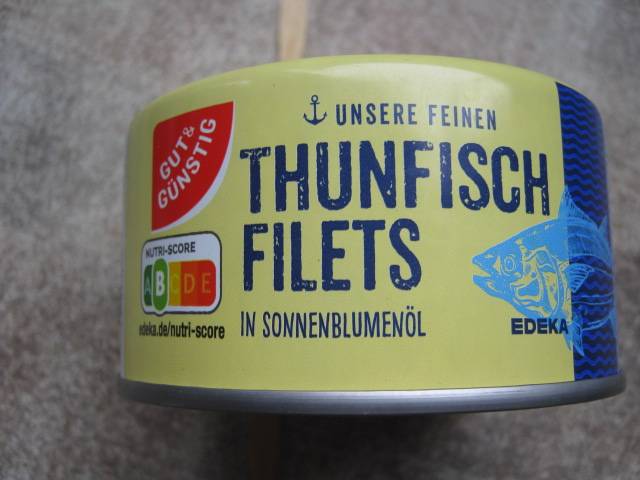 UNSERE FEINEN
GUT&
GÜNSTIG
THUNFISCH
FILETS
NUTRI-SCORE
A B C D E
edeka.de/nutri-score
IN SONNENBLUMENÖL
EDEKA